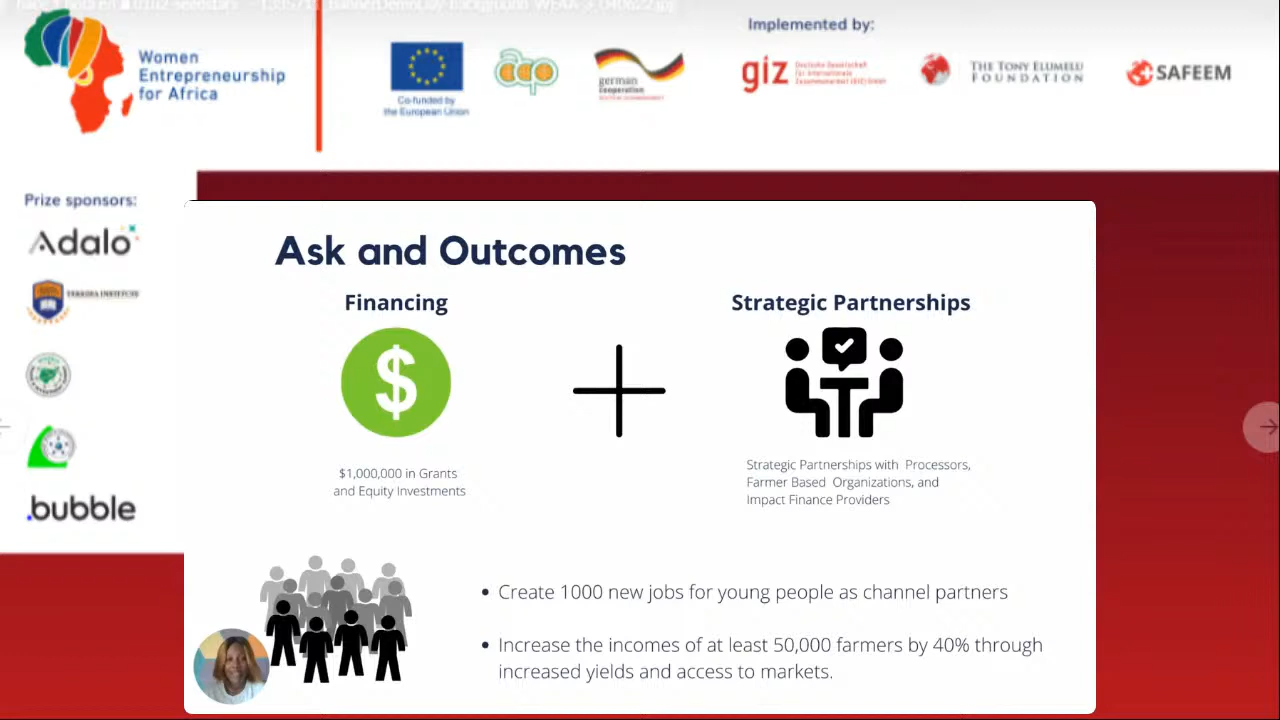 Women
Entrepreneurship
for Africa
Implemented by:
Co-funded by
the European Union
german
cooperation
giz
THE TONY ELUMELU
FOUNDATION
SAFEEM
Prize sponsors:
Adalo
.bubble
Ask and Outcomes
Financing
Strategic Partnerships
$
$1,000,000 in Grants
and Equity Investments
Strategic Partnerships with Processors,
Farmer Based Organizations, and
Impact Finance Providers
• Create 1000 new jobs for young people as channel partners
• Increase the incomes of at least 50,000 farmers by 40% through
increased yields and access to markets.